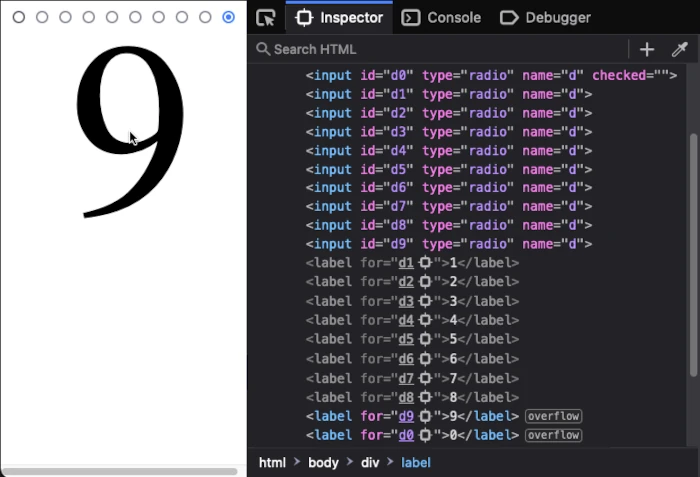 9
Inspector Console Debugger
Search HTML
<input id="d0" type="radio" name="d" checked="">
<input id="d1" type="radio" name="d">
<input id="d2" type="radio" name="d">
<input id="d3" type="radio" name="d">
<input id="d4" type="radio" name="d">
<input id="d5" type="radio" name="d">
<input id="d6" type="radio" name="d">
<input id="d7" type="radio" name="d">
<input id="d8" type="radio" name="d">
<input id="d9" type="radio" name="d">
<label for="d1">1</label>
<label for="d2">2</label>
<label for="d3">3</label>
<label for="d4">4</label>
<label for="d5">5</label>
<label for="d6">6</label>
<label for="d7">7</label>
<label for="d8">8</label>
<label for="d9">9</label> overflow
<label for="d0">0</label> overflow
html > body > div > label